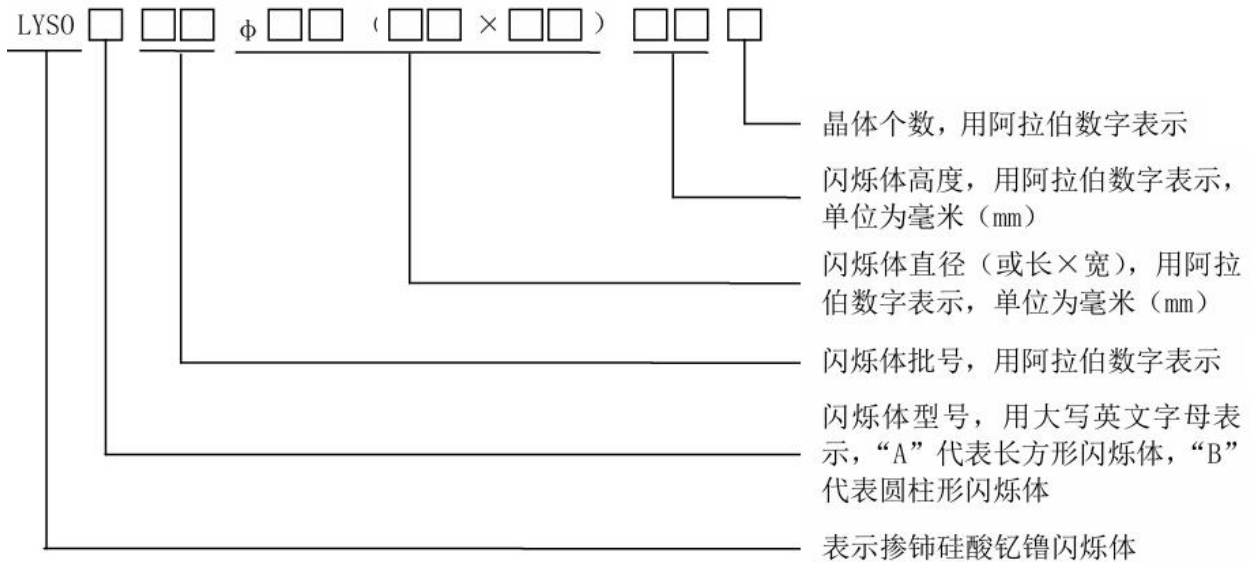 LYSO□ □□ ф□□ (□□×□□) □□ □
晶体个数，用阿拉伯数字表示
闪烁体高度，用阿拉伯数字表示，
单位为毫米（mm）
闪烁体直径（或长×宽），用阿拉
伯数字表示，单位为毫米（mm）
闪烁体批号，用阿拉伯数字表示
闪烁体型号，用大写英文字母表
示，“A”代表长方形闪烁体，“B”
代表圆柱形闪烁体
表示掺铈硅酸钇镥闪烁体